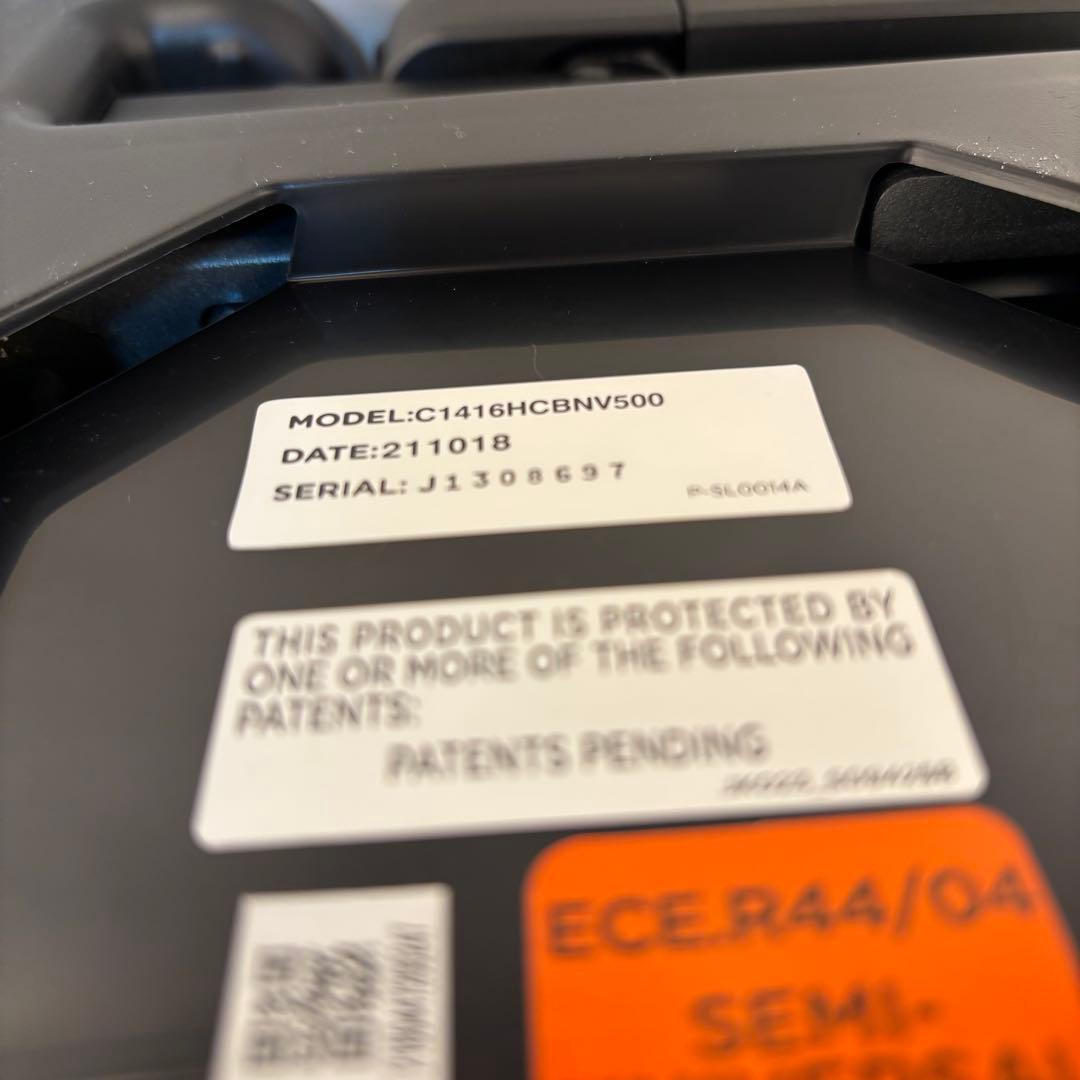 MODEL:C1416HCBNV500
DATE:211018
SERIAL: J1308697
P-SL0014A
THIS PRODUCT IS PROTECTED BY
ONE OR MORE OF THE FOLLOWING
PATENTS:
PATENTS PENDING
ECE.R44/04
SEMI-